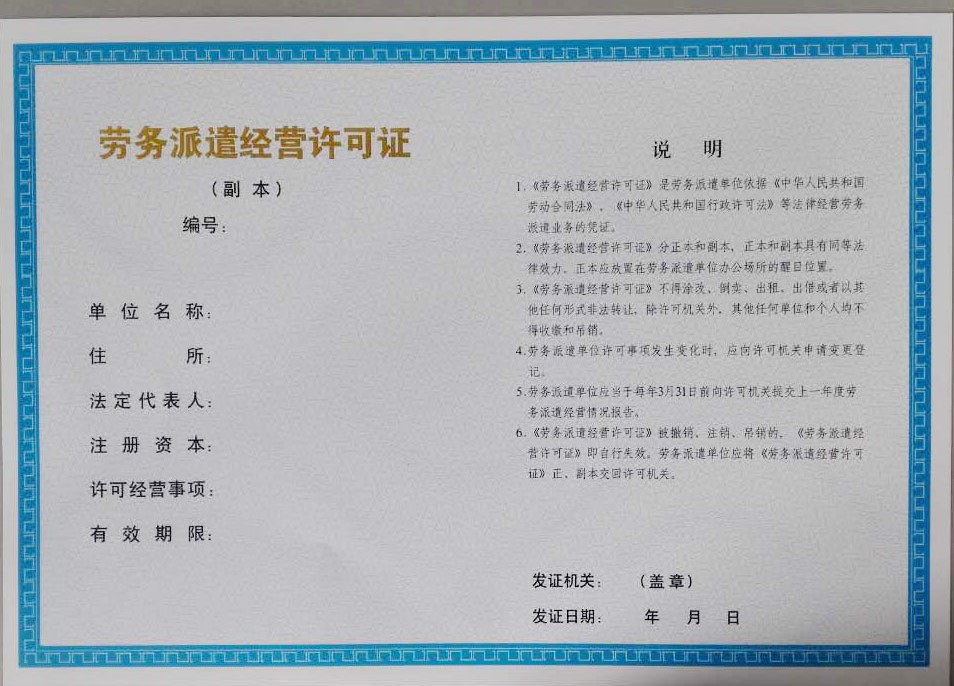 劳务派遣经营许可证
（副 本）
编号：
单 位 名 称：
住 所：
法定代表人：
注 册 资 本：
许可经营事项：
有 效 期 限：
说 明
1.《劳务派遣经营许可证》是劳务派遣单位依据《中华人民共和国
劳动合同法》、《中华人民共和国行政许可法》等法律经营劳务
派遣业务的凭证。
2.《劳务派遣经营许可证》分正本和副本，正本和副本具有同等法
律效力。正本应放置在劳务派遣单位办公场所的醒目位置。
3.《劳务派遣经营许可证》不得涂改、倒卖、出租、出借或者以其
他任何形式非法转让，除许可机关外，其他任何单位和个人均不
得收缴和吊销。
4.劳务派遣单位许可事项发生变化时，应向许可机关申请变更登
记。
5.劳务派遣单位应当于每年3月31日前向许可机关提交上一年度劳
务派遣经营情况报告。
6.《劳务派遣经营许可证》被撤销、注销、吊销的，《劳务派遣经
营许可证》即自行失效。劳务派遣单位应将《劳务派遣经营许可
证》正、副本交回许可机关。
发证机关： （盖 章）
发证日期： 年 月 日